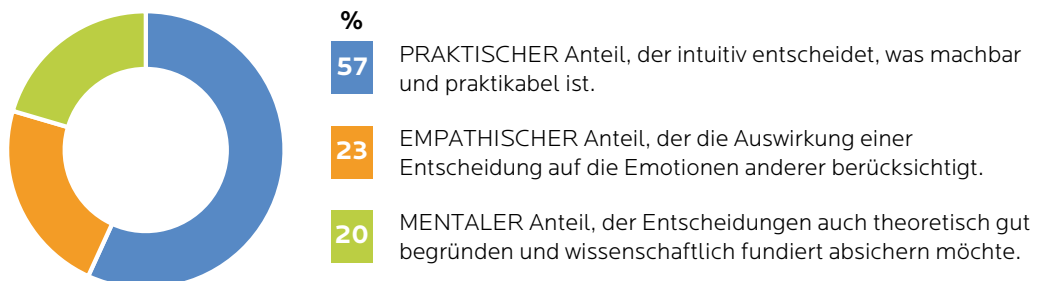 %
57 PRAKTISCHER Anteil, der intuitiv entscheidet, was machbar
und praktikabel ist.
23 EMPATHISCHER Anteil, der die Auswirkung einer
Entscheidung auf die Emotionen anderer berücksichtigt.
20 MENTALER Anteil, der Entscheidungen auch theoretisch gut
begründen und wissenschaftlich fundiert absichern möchte.